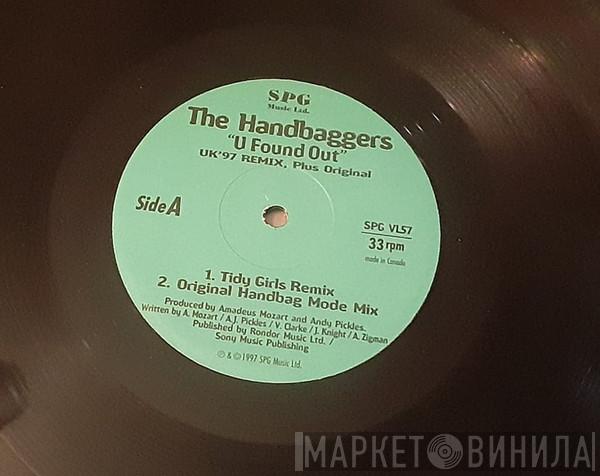 SPG
Music Ltd.
The Handbaggers
"U Found Out"
UK'97 REMIX, Plus Original
Side A
SPG VL57
33 rpm
made in Canada
1. Tidy Girls Remix
2. Original Handbag Mode Mix
Produced by Amadeus Mozart and Andy Pickles.
Written by A. Mozart / A.J. Pickles / V. Clarke / J. Knight / A. Zigman
Published by Rondor Music Ltd. /
Sony Music Publishing
℗ & © 1997 SPG Music Ltd.
МАРКЕТ ВИНИЛА